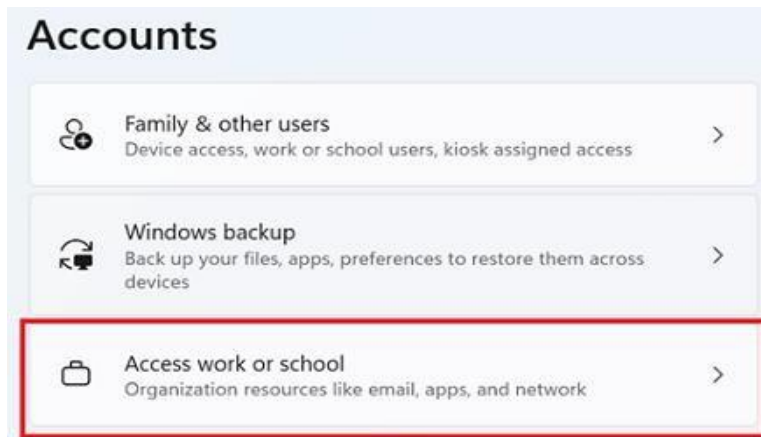 Accounts
Family & other users
Device access, work or school users, kiosk assigned access
Windows backup
Back up your files, apps, preferences to restore them across
devices
Access work or school
Organization resources like email, apps, and network